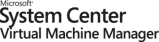 Microsoft®
System Center
Virtual Machine Manager